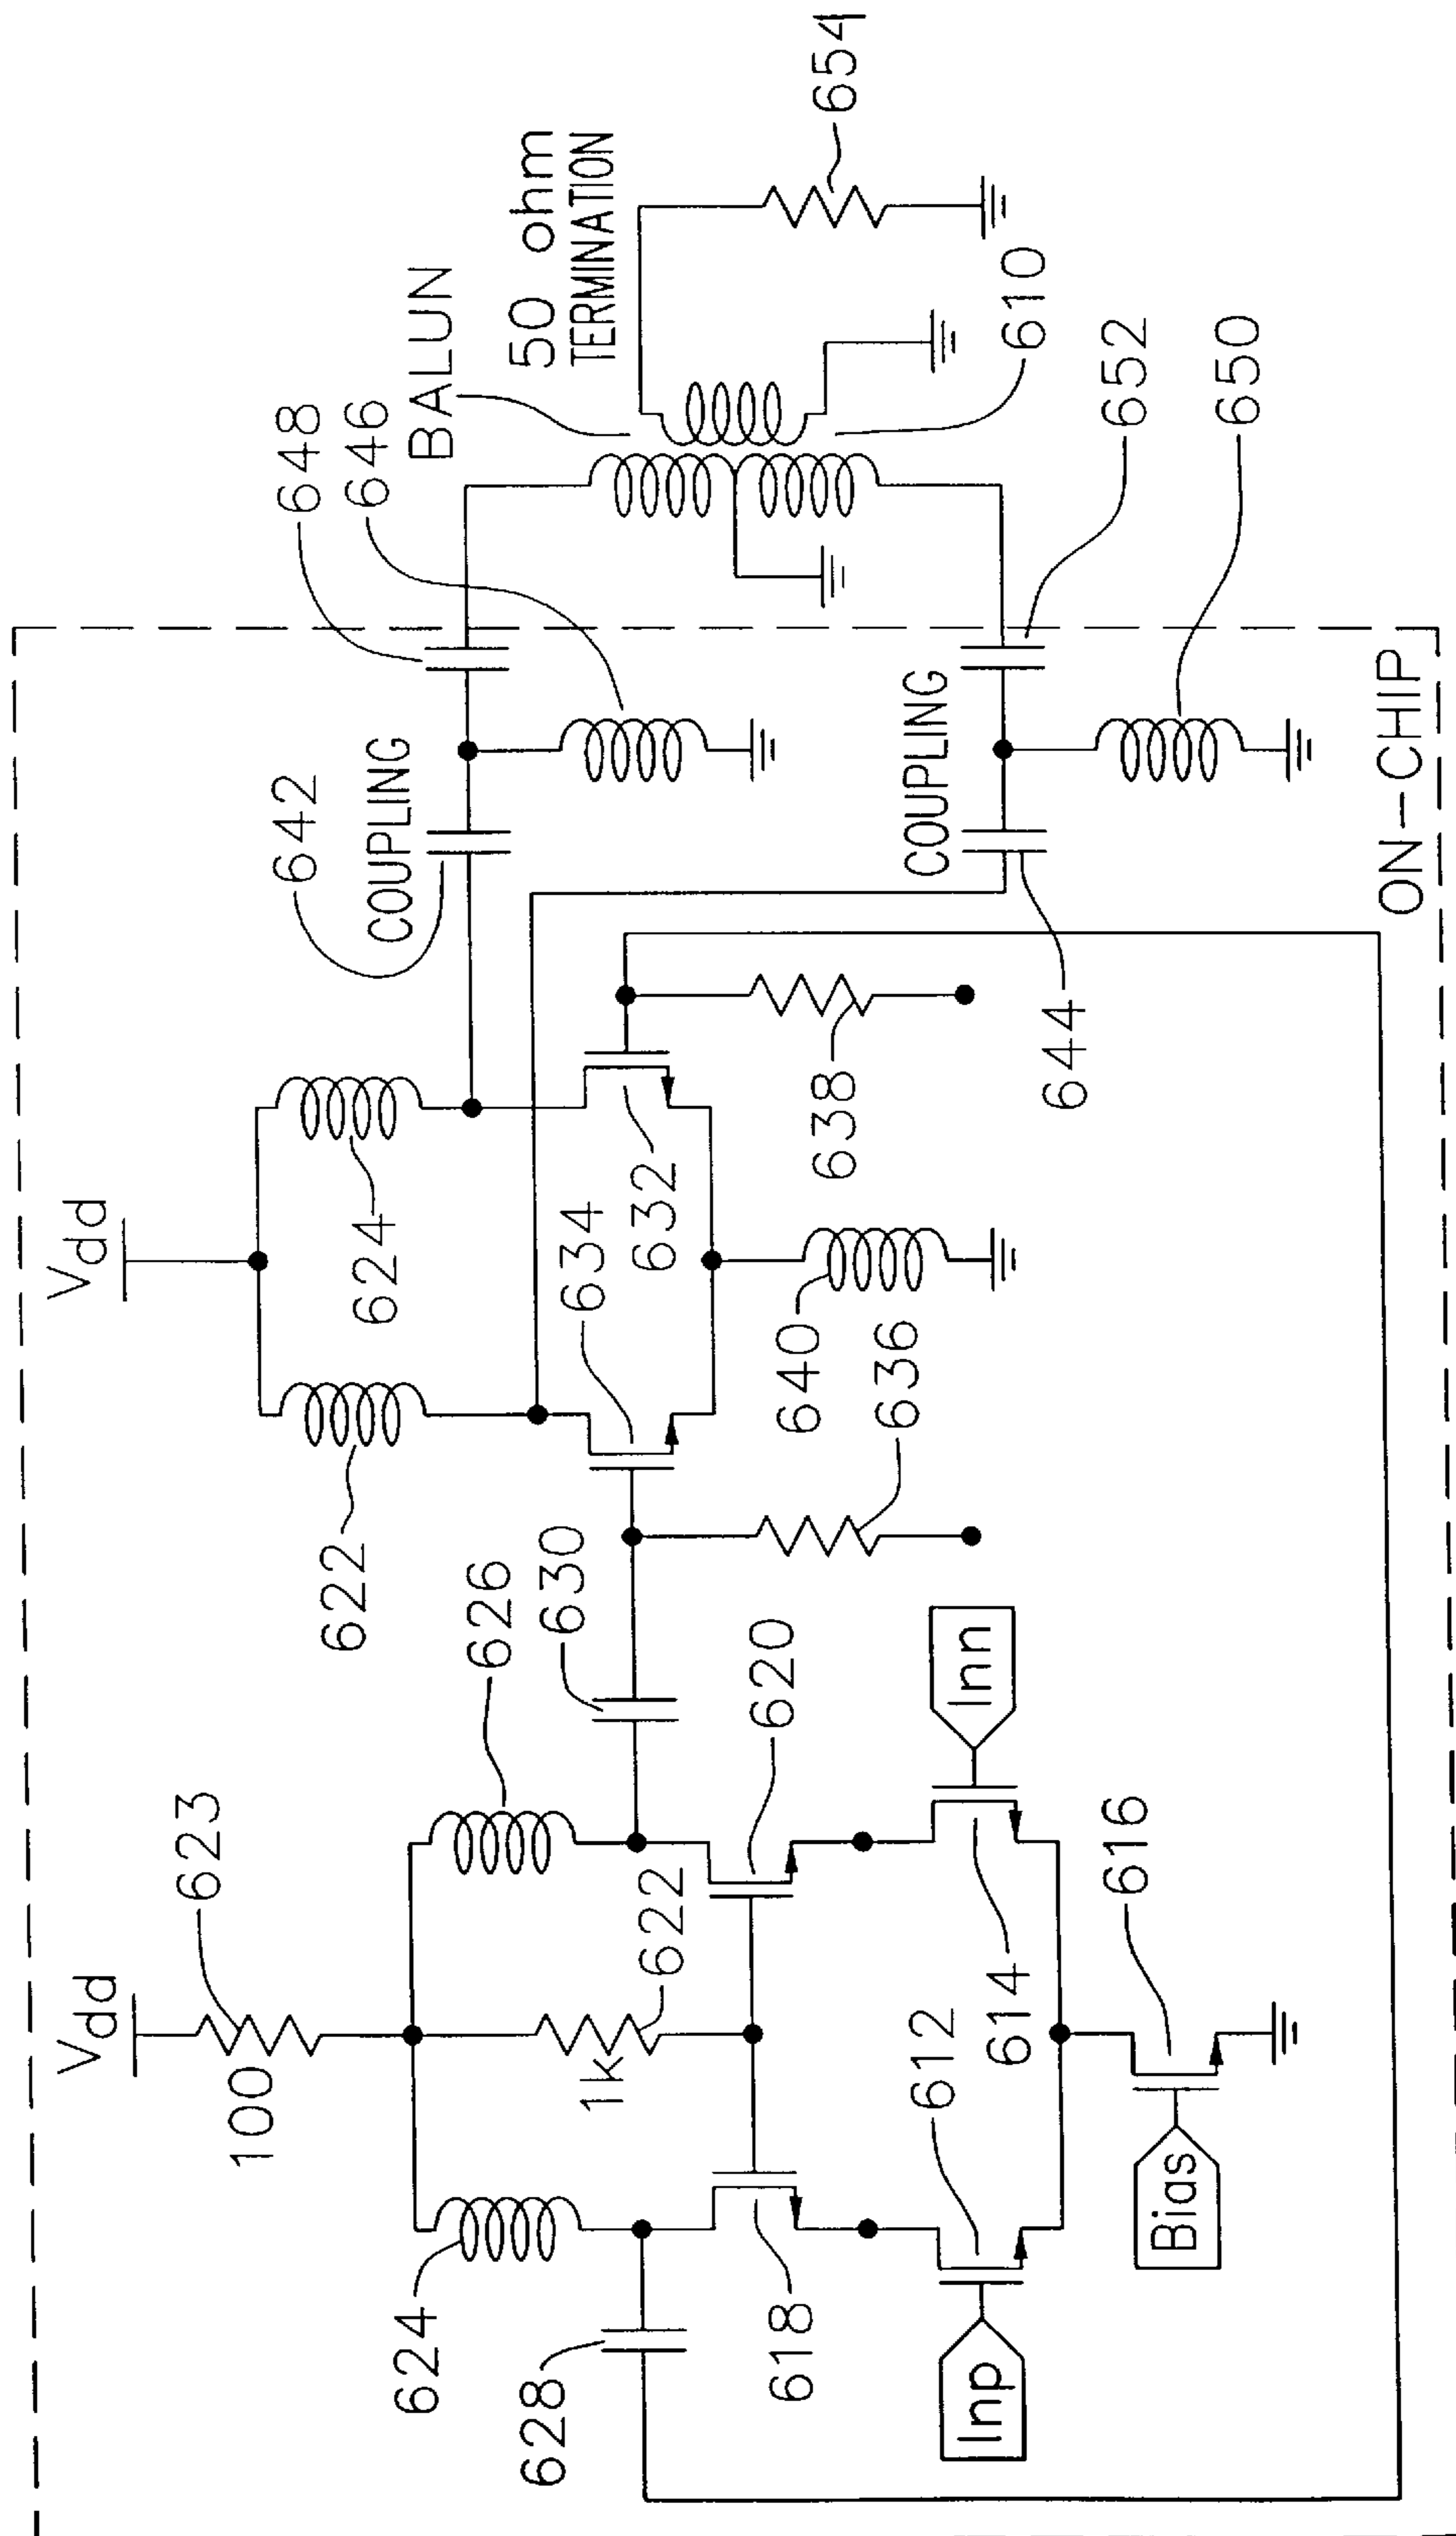 Vdd
623
100
624
626
622
1k
628
630
618
620
612
614
Inp
Inn
Bias
616
Vdd
622
624
634
632
640
636
638
642
COUPLING
648
646
COUPLING
644
652
650
BALUN
610
50 ohm
TERMINATION
654
ON-CHIP